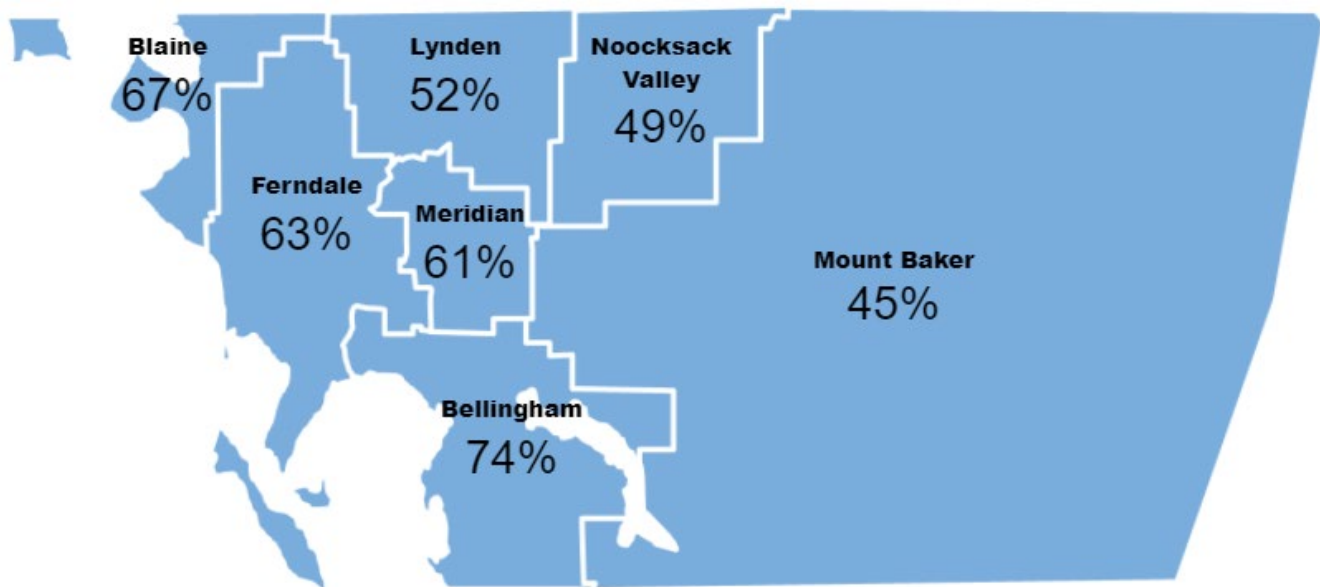 Blaine
67%
Lynden
52%
Noocksack
Valley
49%
Ferndale
63%
Meridian
61%
Mount Baker
45%
Bellingham
74%